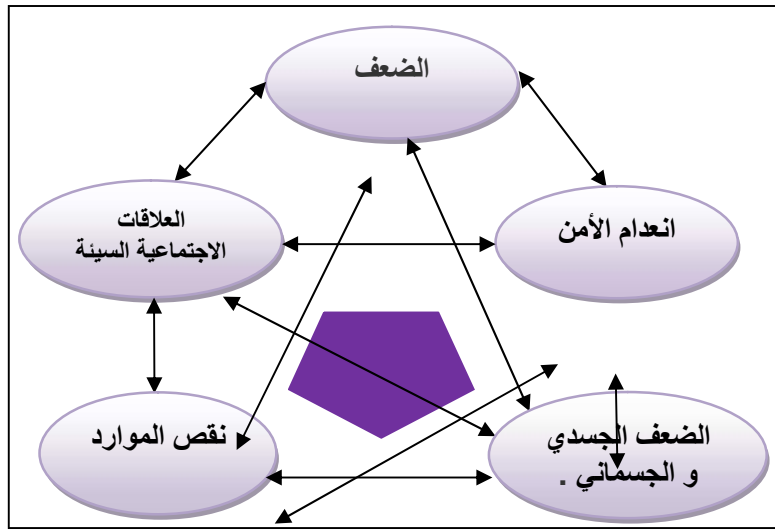 الضعف
انعدام الأمن
العلاقات
الاجتماعية السيئة
نقص الموارد
الضعف الجسدي
و الجسماني .